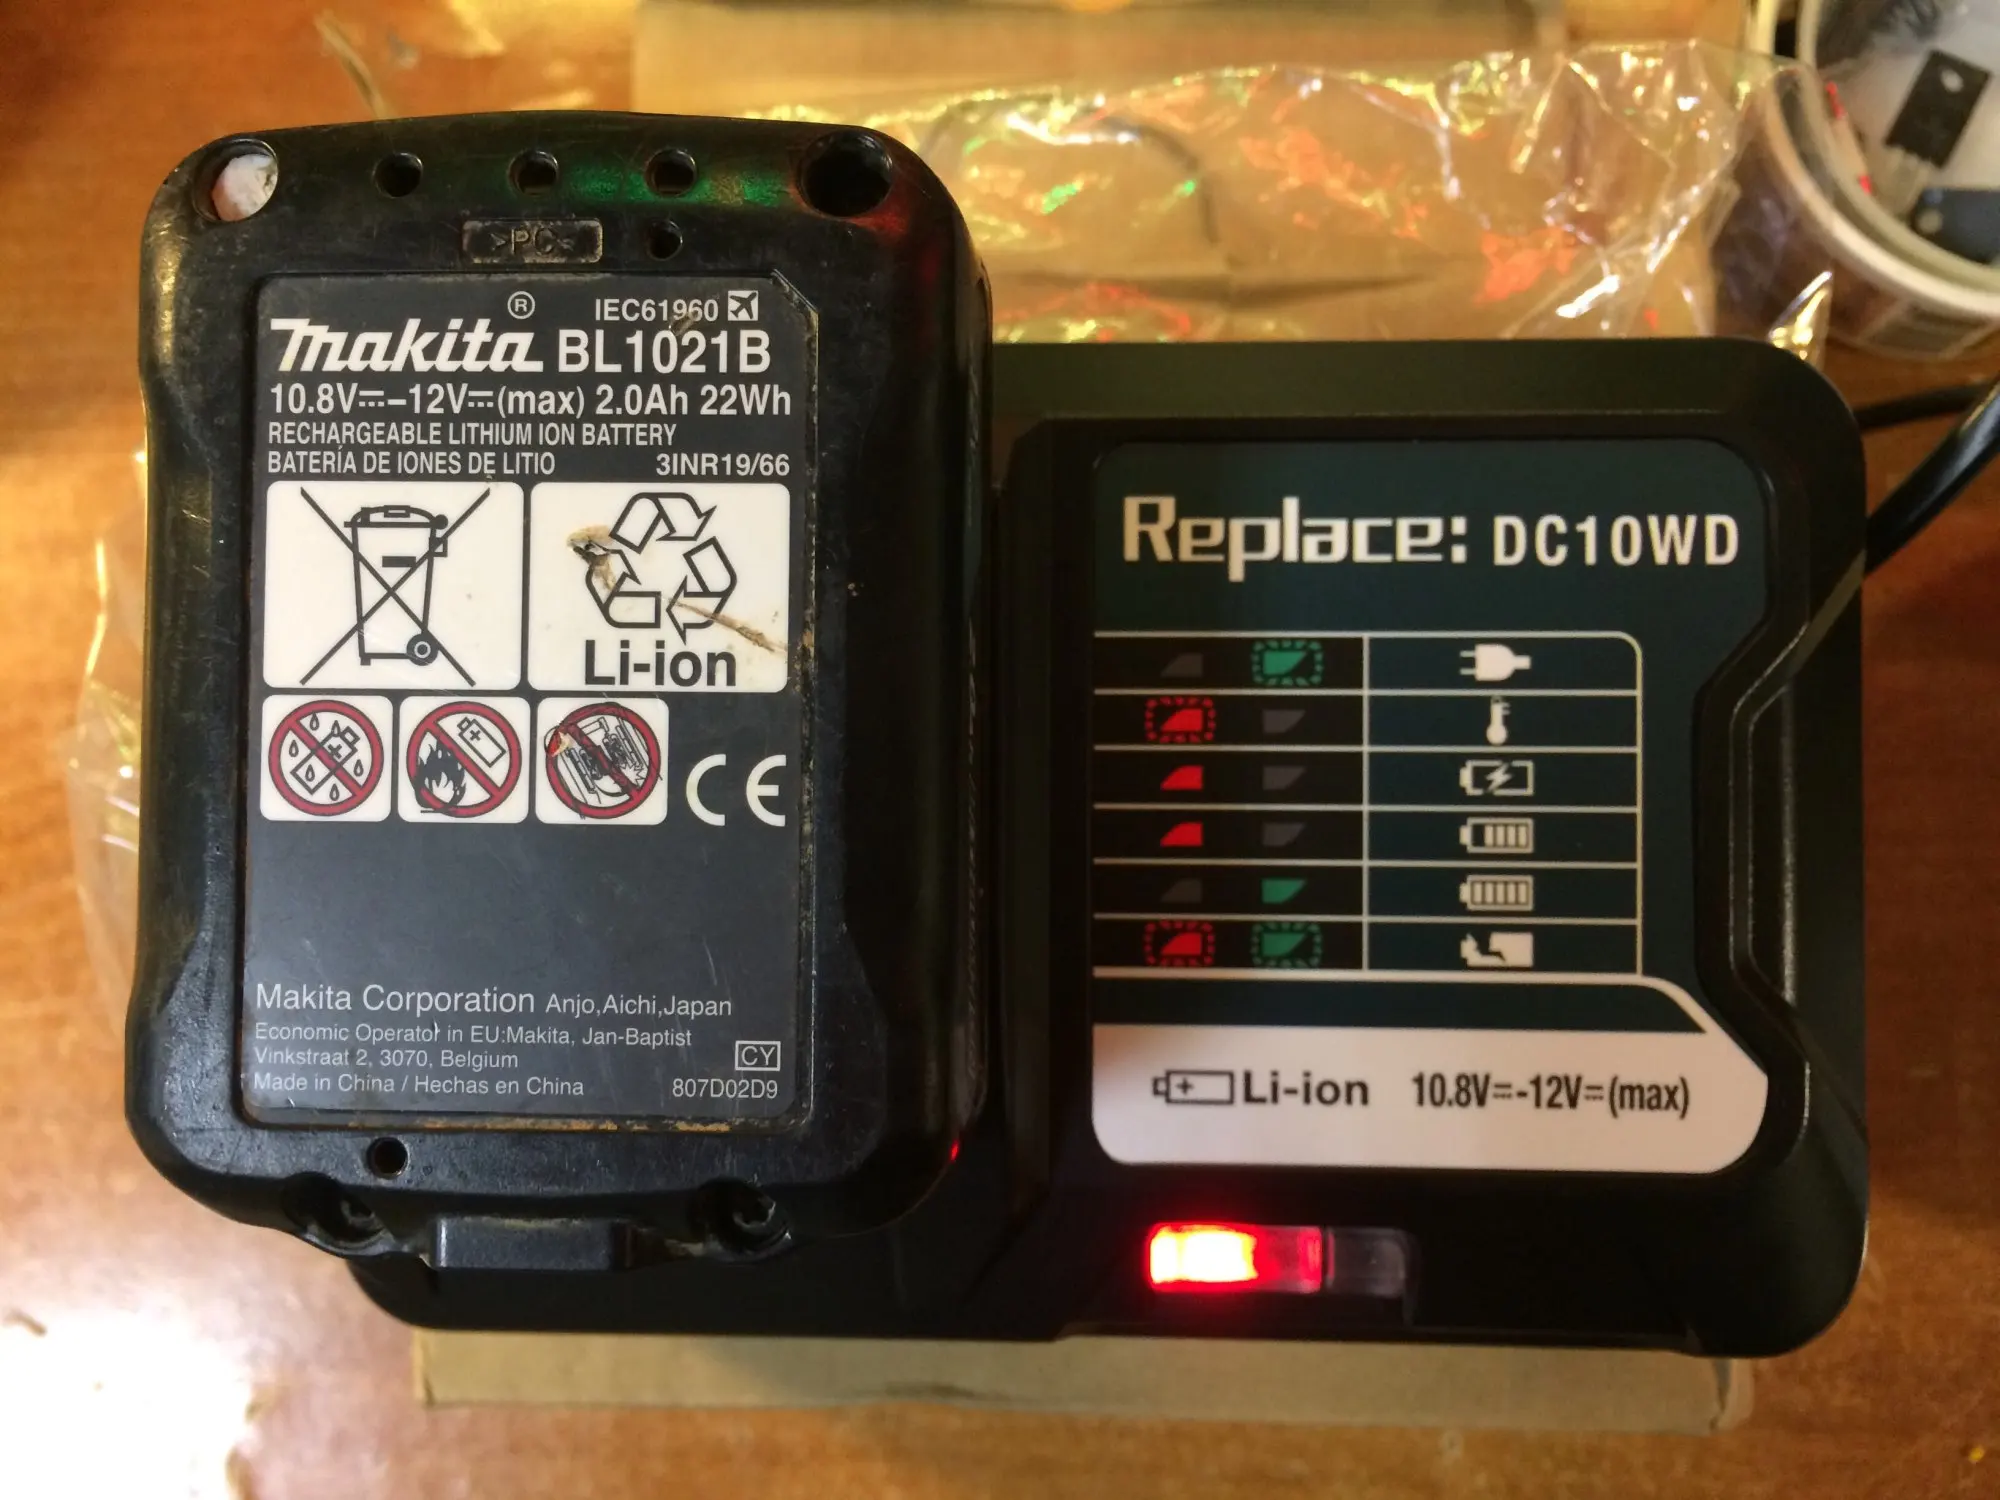 >PC<
® IEC61960
makita BL1021B
10.8V⎓–12V⎓(max) 2.0Ah 22Wh
RECHARGEABLE LITHIUM ION BATTERY
BATERÍA DE IONES DE LITIO 3INR19/66
Li-ion
CE
Makita Corporation Anjo,Aichi,Japan
Economic Operator in EU:Makita, Jan-Baptist
Vinkstraat 2, 3070, Belgium CY
Made in China / Hechas en China 807D02D9
Replace: DC10WD
Li-ion 10.8V⎓-12V⎓(max)